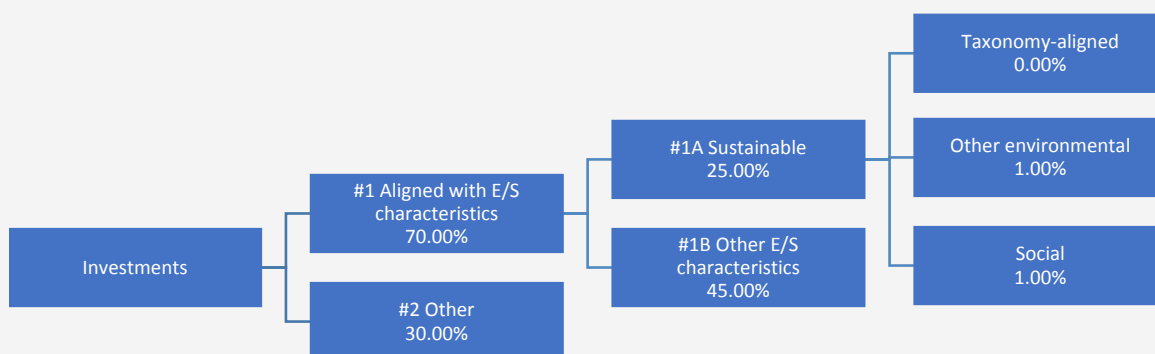 Investments
#1 Aligned with E/S
characteristics
70.00%
#2 Other
30.00%
#1A Sustainable
25.00%
#1B Other E/S
characteristics
45.00%
Taxonomy-aligned
0.00%
Other environmental
1.00%
Social
1.00%